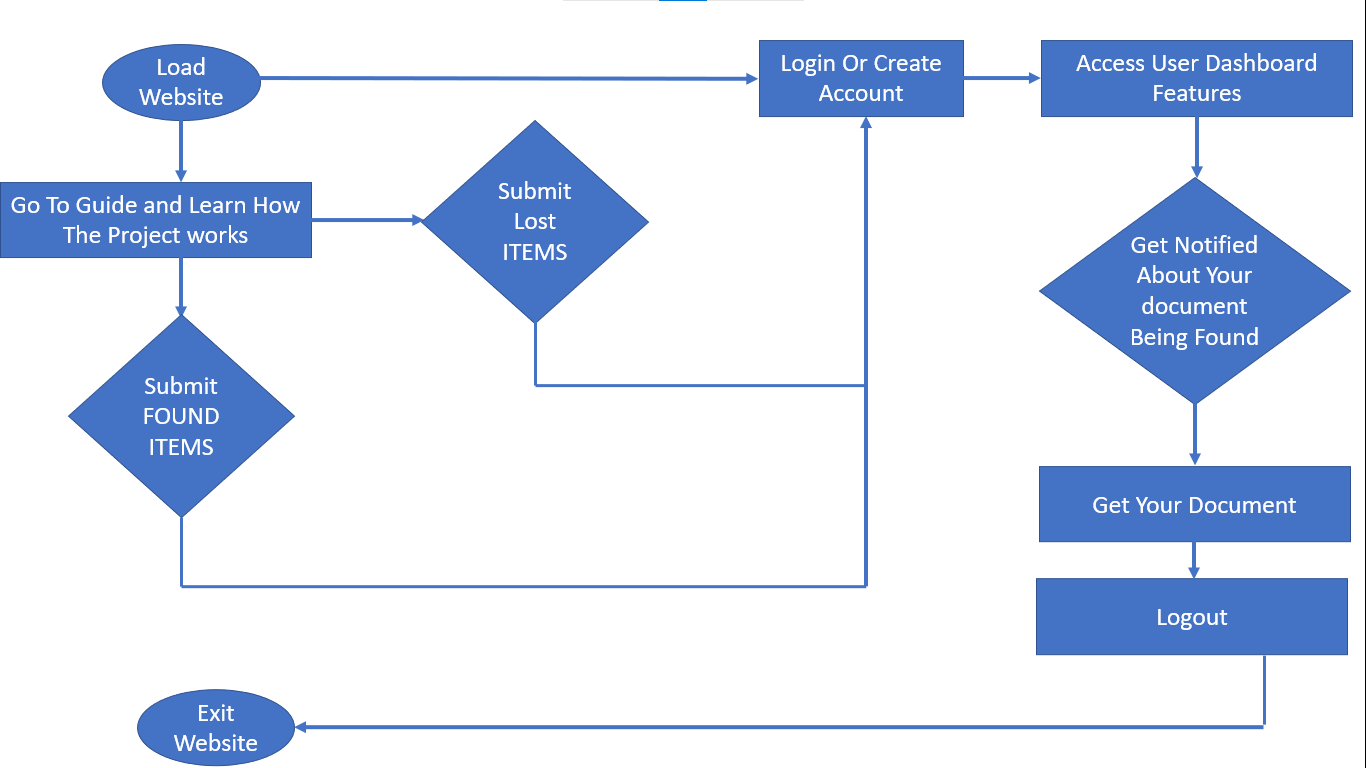 Load
Website
Login Or Create
Account
Access User Dashboard
Features
Go To Guide and Learn How
The Project works
Submit
Lost
ITEMS
Get Notified
About Your
document
Being Found
Submit
FOUND
ITEMS
Get Your Document
Logout
Exit
Website